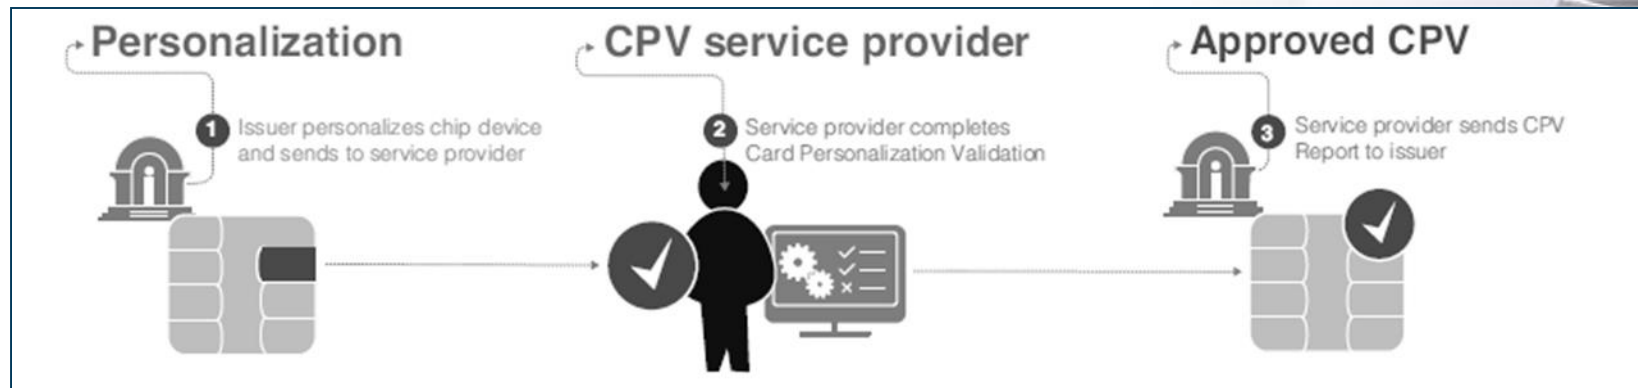 Personalization
1 Issuer personalizes chip device
and sends to service provider
CPV service provider
2 Service provider completes
Card Personalization Validation
Approved CPV
3 Service provider sends CPV
Report to issuer